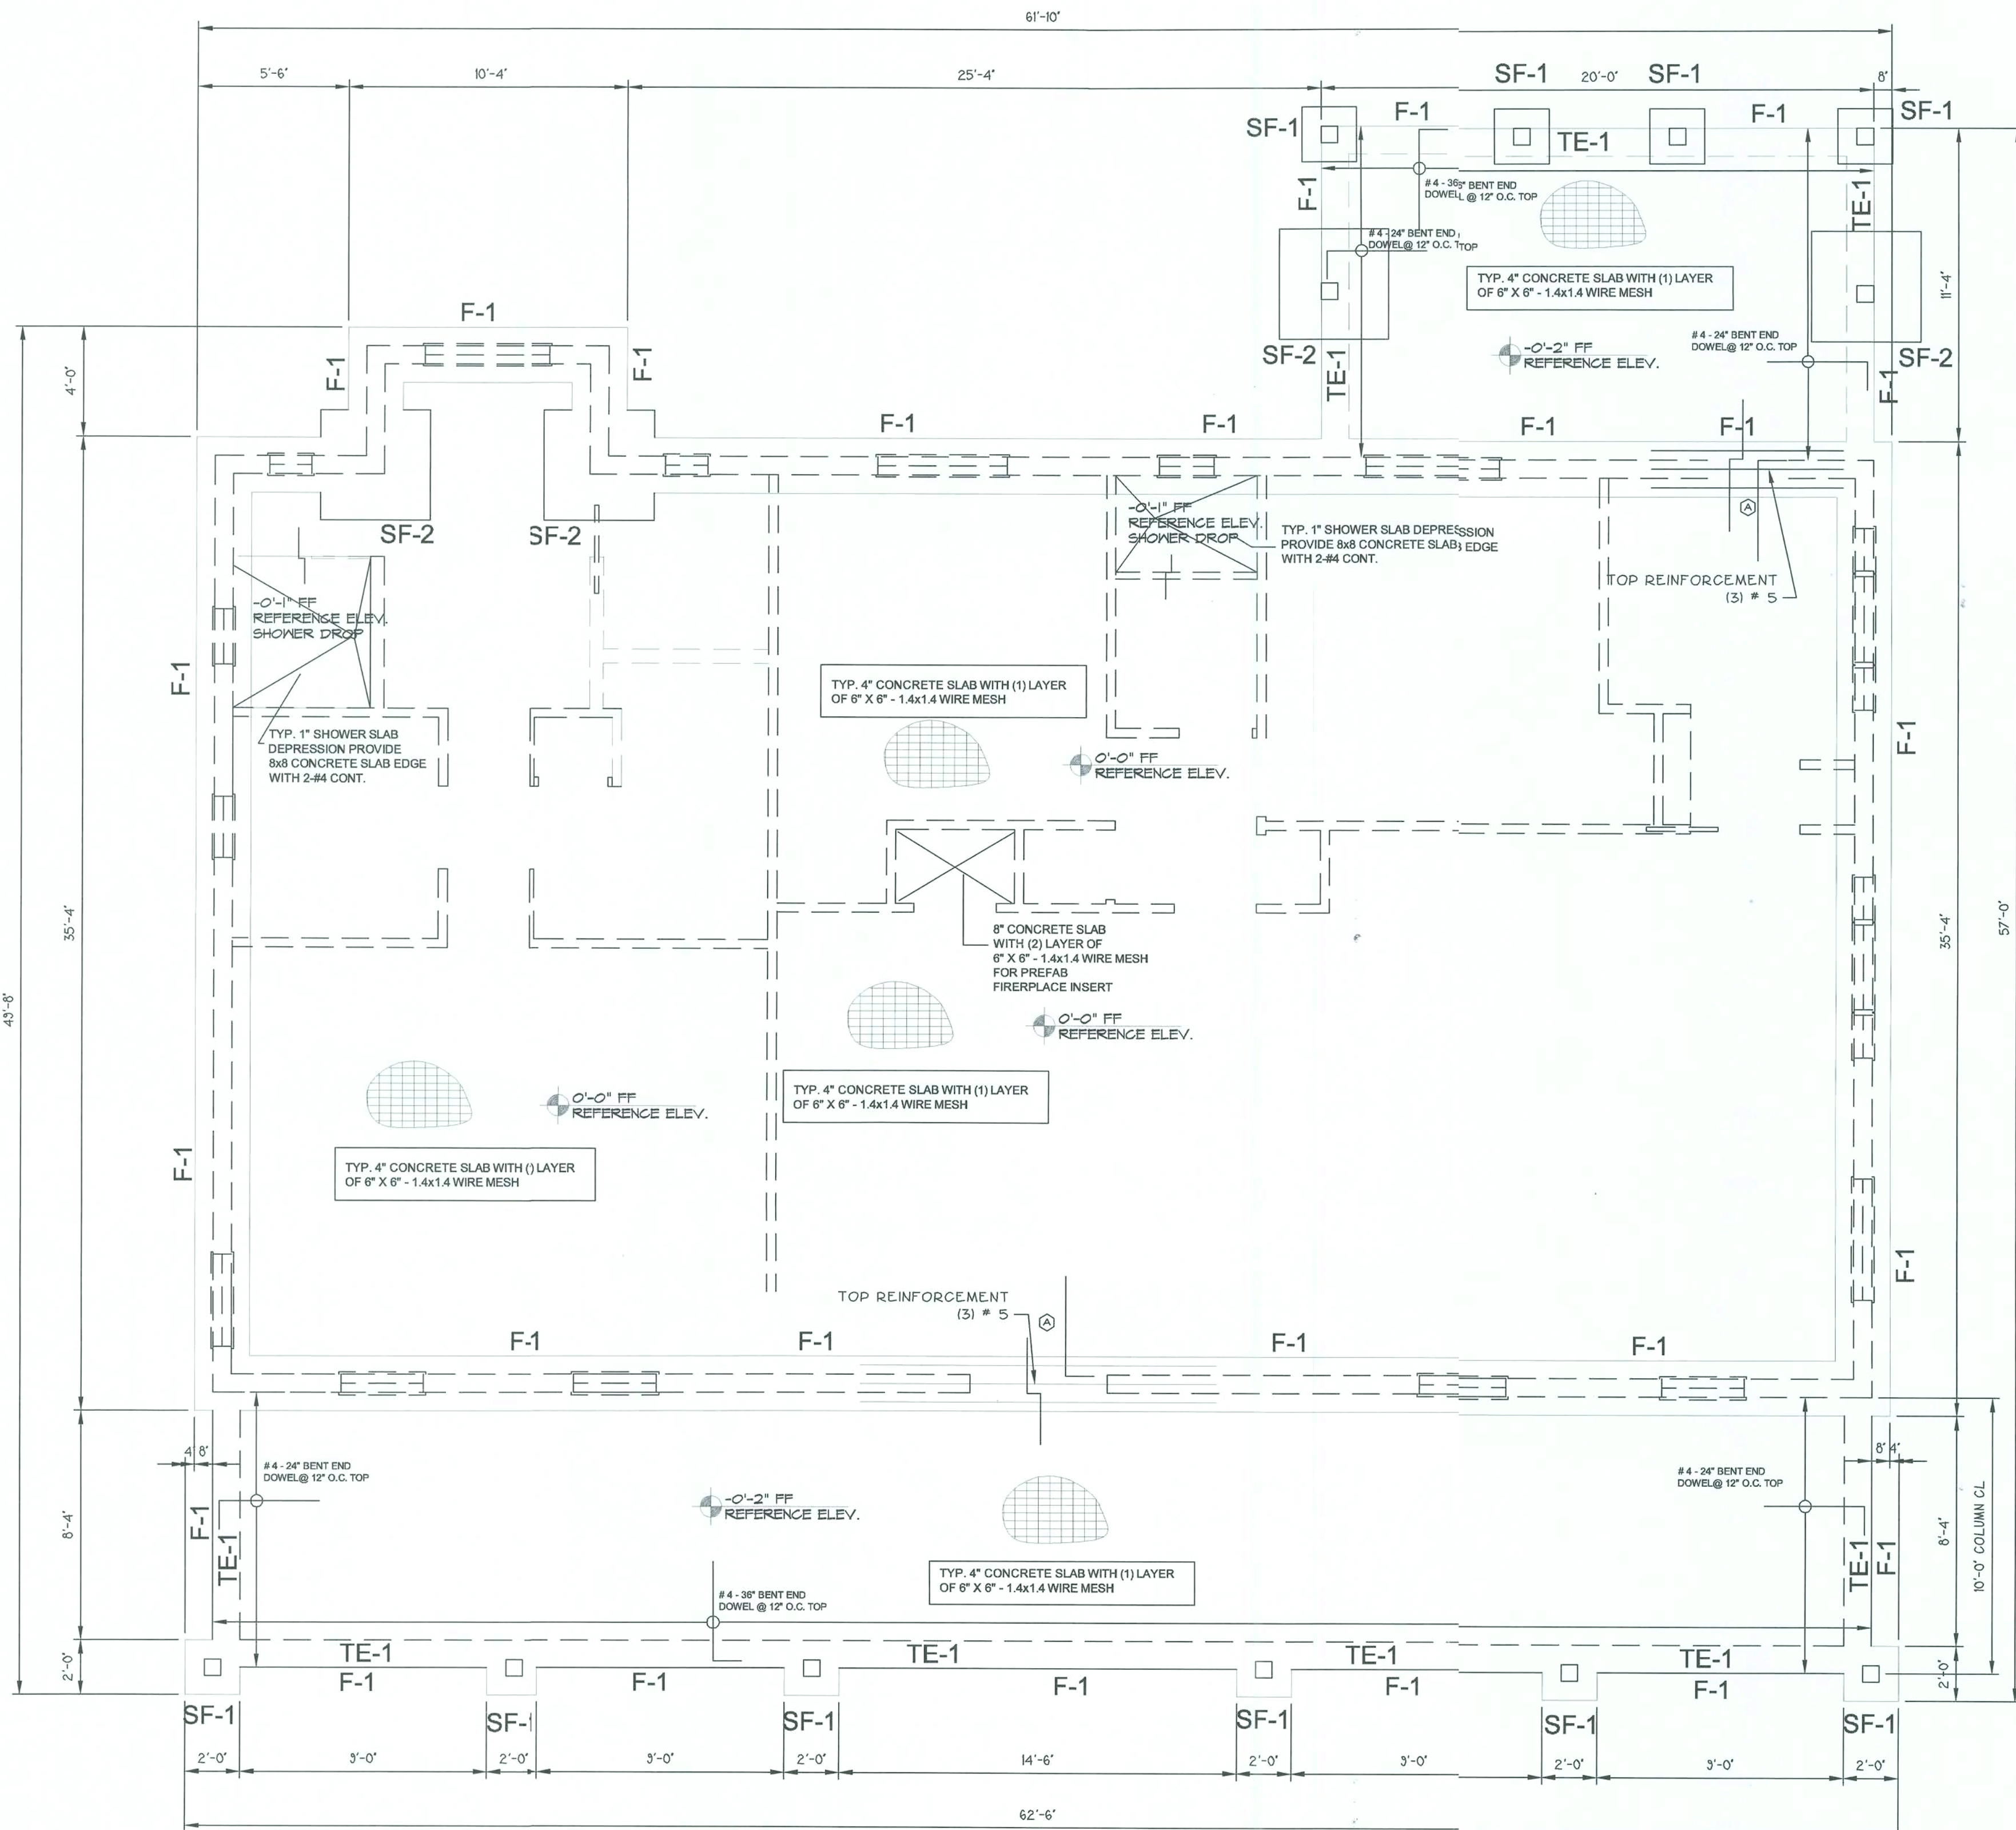 61'-10"
5'-6"
10'-4"
25'-4"
SF-1
20'-0"
SF-1
8"
SF-1
F-1
F-1
SF-1
TE-1
F-1
#4 - 36" BENT END
DOWEL @ 12" O.C. TOP
TE-1
#4 - 24" BENT END
DOWEL@ 12" O.C. TOP
TYP. 4" CONCRETE SLAB WITH (1) LAYER
OF 6" X 6" - 1.4x1.4 WIRE MESH
11'-4"
F-1
#4 - 24" BENT END
DOWEL@ 12" O.C. TOP
-0'-2" FF
REFERENCE ELEV.
SF-2
SF-2
F-1
F-1
TE-1
F-1
4'-0"
F-1
F-1
F-1
F-1
SF-2
SF-2
-0'-1" FF
REFERENCE ELEV.
SHOWER DROP
TYP. 1" SHOWER SLAB DEPRESSION
PROVIDE 8x8 CONCRETE SLAB EDGE
WITH 2-#4 CONT.
A
TOP REINFORCEMENT
(3) # 5
-0'-1" FF
REFERENCE ELEV.
SHOWER DROP
F-1
TYP. 4" CONCRETE SLAB WITH (1) LAYER
OF 6" X 6" - 1.4x1.4 WIRE MESH
TYP. 1" SHOWER SLAB
DEPRESSION PROVIDE
8x8 CONCRETE SLAB EDGE
WITH 2-#4 CONT.
F-1
0'-0" FF
REFERENCE ELEV.
35'-4"
8" CONCRETE SLAB
WITH (2) LAYER OF
6" X 6" - 1.4x1.4 WIRE MESH
FOR PREFAB
FIRERPLACE INSERT
35'-4"
57'-0"
49'-8"
0'-0" FF
REFERENCE ELEV.
TYP. 4" CONCRETE SLAB WITH (1) LAYER
OF 6" X 6" - 1.4x1.4 WIRE MESH
0'-0" FF
REFERENCE ELEV.
F-1
TYP. 4" CONCRETE SLAB WITH () LAYER
OF 6" X 6" - 1.4x1.4 WIRE MESH
F-1
TOP REINFORCEMENT
(3) # 5
A
F-1
F-1
F-1
F-1
4"
8"
8"
4"
#4 - 24" BENT END
DOWEL@ 12" O.C. TOP
#4 - 24" BENT END
DOWEL@ 12" O.C. TOP
-0'-2" FF
REFERENCE ELEV.
8'-4"
F-1
TE-1
TYP. 4" CONCRETE SLAB WITH (1) LAYER
OF 6" X 6" - 1.4x1.4 WIRE MESH
TE-1
F-1
8'-4"
10'-0" COLUMN CL
#4 - 36" BENT END
DOWEL @ 12" O.C. TOP
2'-0"
TE-1
TE-1
TE-1
TE-1
2'-0"
F-1
F-1
F-1
F-1
F-1
SF-1
SF-1
SF-1
SF-1
SF-1
SF-1
2'-0"
9'-0"
2'-0"
9'-0"
2'-0"
14'-6"
2'-0"
9'-0"
2'-0"
9'-0"
2'-0"
62'-6"